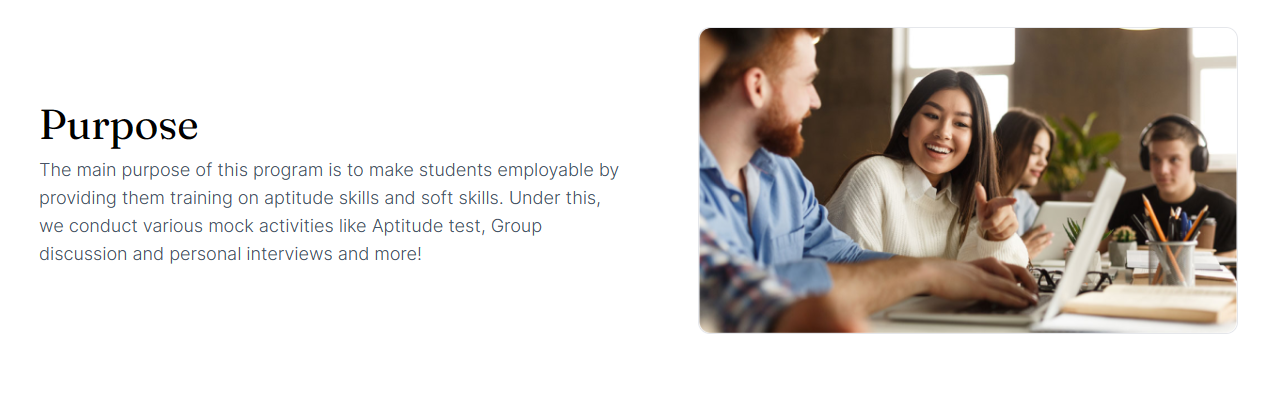 Purpose
The main purpose of this program is to make students employable by
providing them training on aptitude skills and soft skills. Under this,
we conduct various mock activities like Aptitude test, Group
discussion and personal interviews and more!